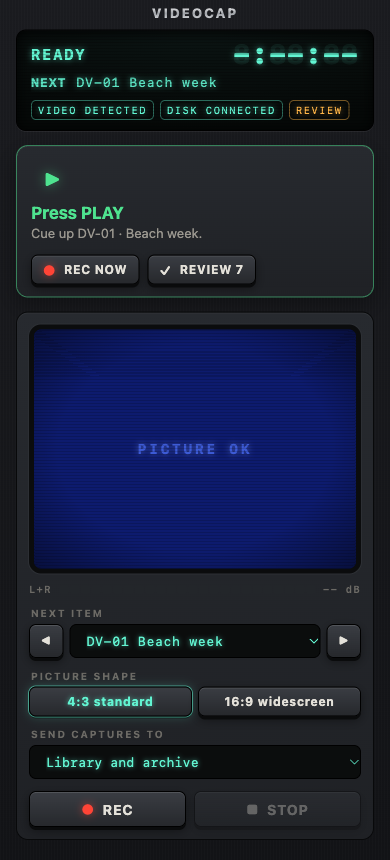 VIDEOCAP
READY -:--:--
NEXT DV-01 Beach week
VIDEO DETECTED DISK CONNECTED REVIEW
Press PLAY
Cue up DV-01 · Beach week.
REC NOW ✓ REVIEW 7
PICTURE OK
L+R -- dB
NEXT ITEM
◀ DV-01 Beach week ▶
PICTURE SHAPE
4:3 standard 16:9 widescreen
SEND CAPTURES TO
Library and archive
REC STOP